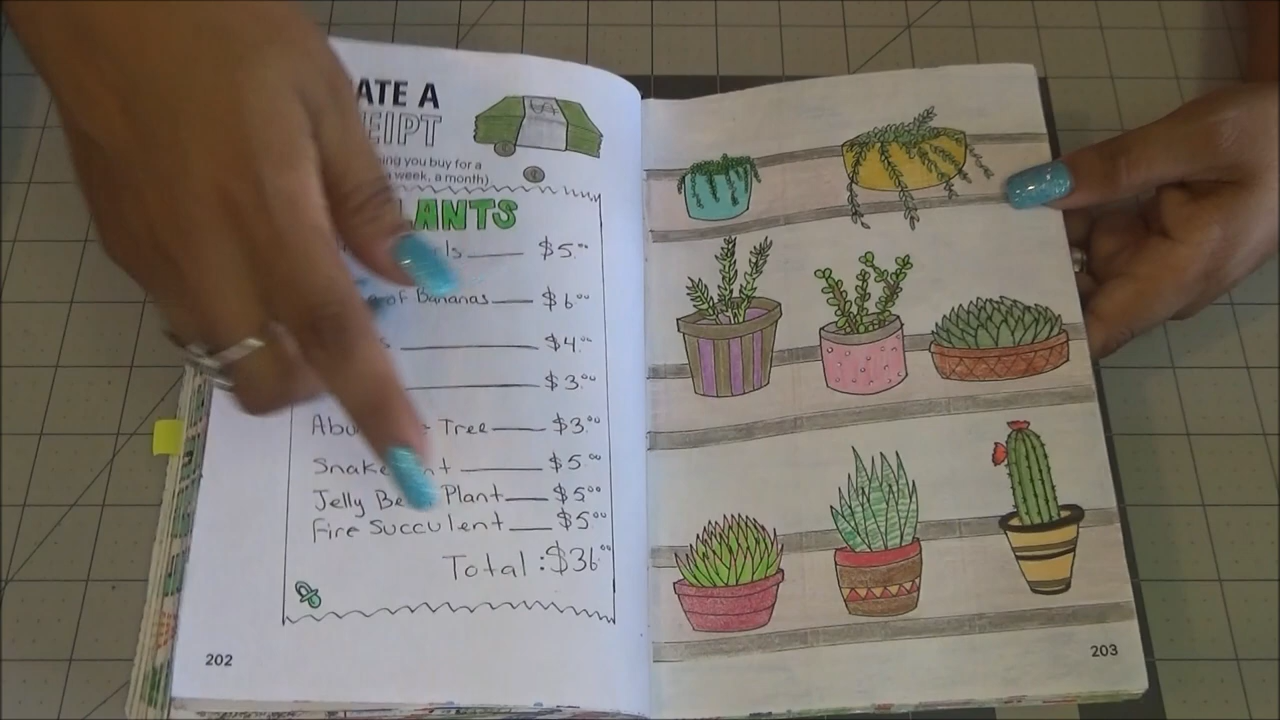 ATE A
EIPT
ing you buy for a
a week, a month)
LANTS
ls $5.00
of Bananas $6.00
s $4.00
$3.00
Abu Tree $3.00
Snake nt $5.00
Jelly Be Plant $5.00
Fire Succulent $5.00
Total : $36.00
202
203